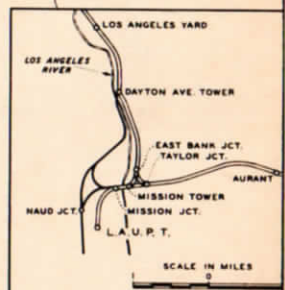 LOS ANGELES YARD
LOS ANGELES
RIVER
DAYTON AVE. TOWER
EAST BANK JCT.
TAYLOR JCT.
AURANT
MISSION TOWER
NAUD JCT.
MISSION JCT.
L.A.U.P.T.
SCALE IN MILES
0